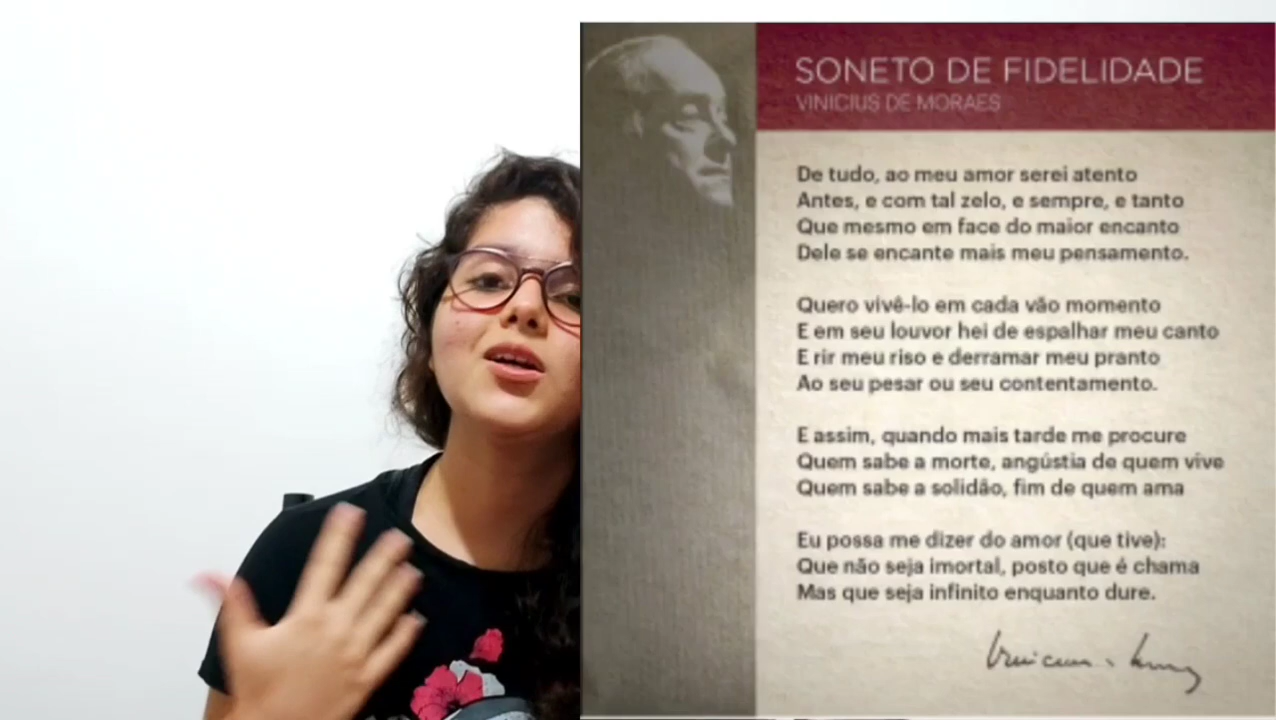 SONETO DE FIDELIDADE
VINICIUS DE MORAES
De tudo, ao meu amor serei atento
Antes, e com tal zelo, e sempre, e tanto
Que mesmo em face do maior encanto
Dele se encante mais meu pensamento.
Quero vivê-lo em cada vão momento
E em seu louvor hei de espalhar meu canto
E rir meu riso e derramar meu pranto
Ao seu pesar ou seu contentamento.
E assim, quando mais tarde me procure
Quem sabe a morte, angústia de quem vive
Quem sabe a solidão, fim de quem ama
Eu possa me dizer do amor (que tive):
Que não seja imortal, posto que é chama
Mas que seja infinito enquanto dure.